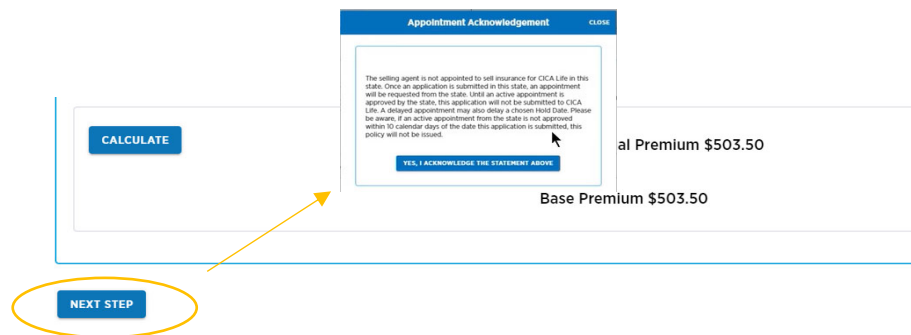 Appointment Acknowledgement CLOSE
The selling agent is not appointed to sell insurance for CICA Life in this
state. Once an application is submitted in this state, an appointment
will be requested from the state. Until an active appointment is
approved by the state, this application will not be submitted to CICA
Life. A delayed appointment may also delay a chosen Hold Date. Please
be aware, if an active appointment from the state is not approved
within 10 calendar days of the date this application is submitted, this
policy will not be issued.
YES, I ACKNOWLEDGE THE STATEMENT ABOVE
CALCULATE
al Premium $503.50
Base Premium $503.50
NEXT STEP